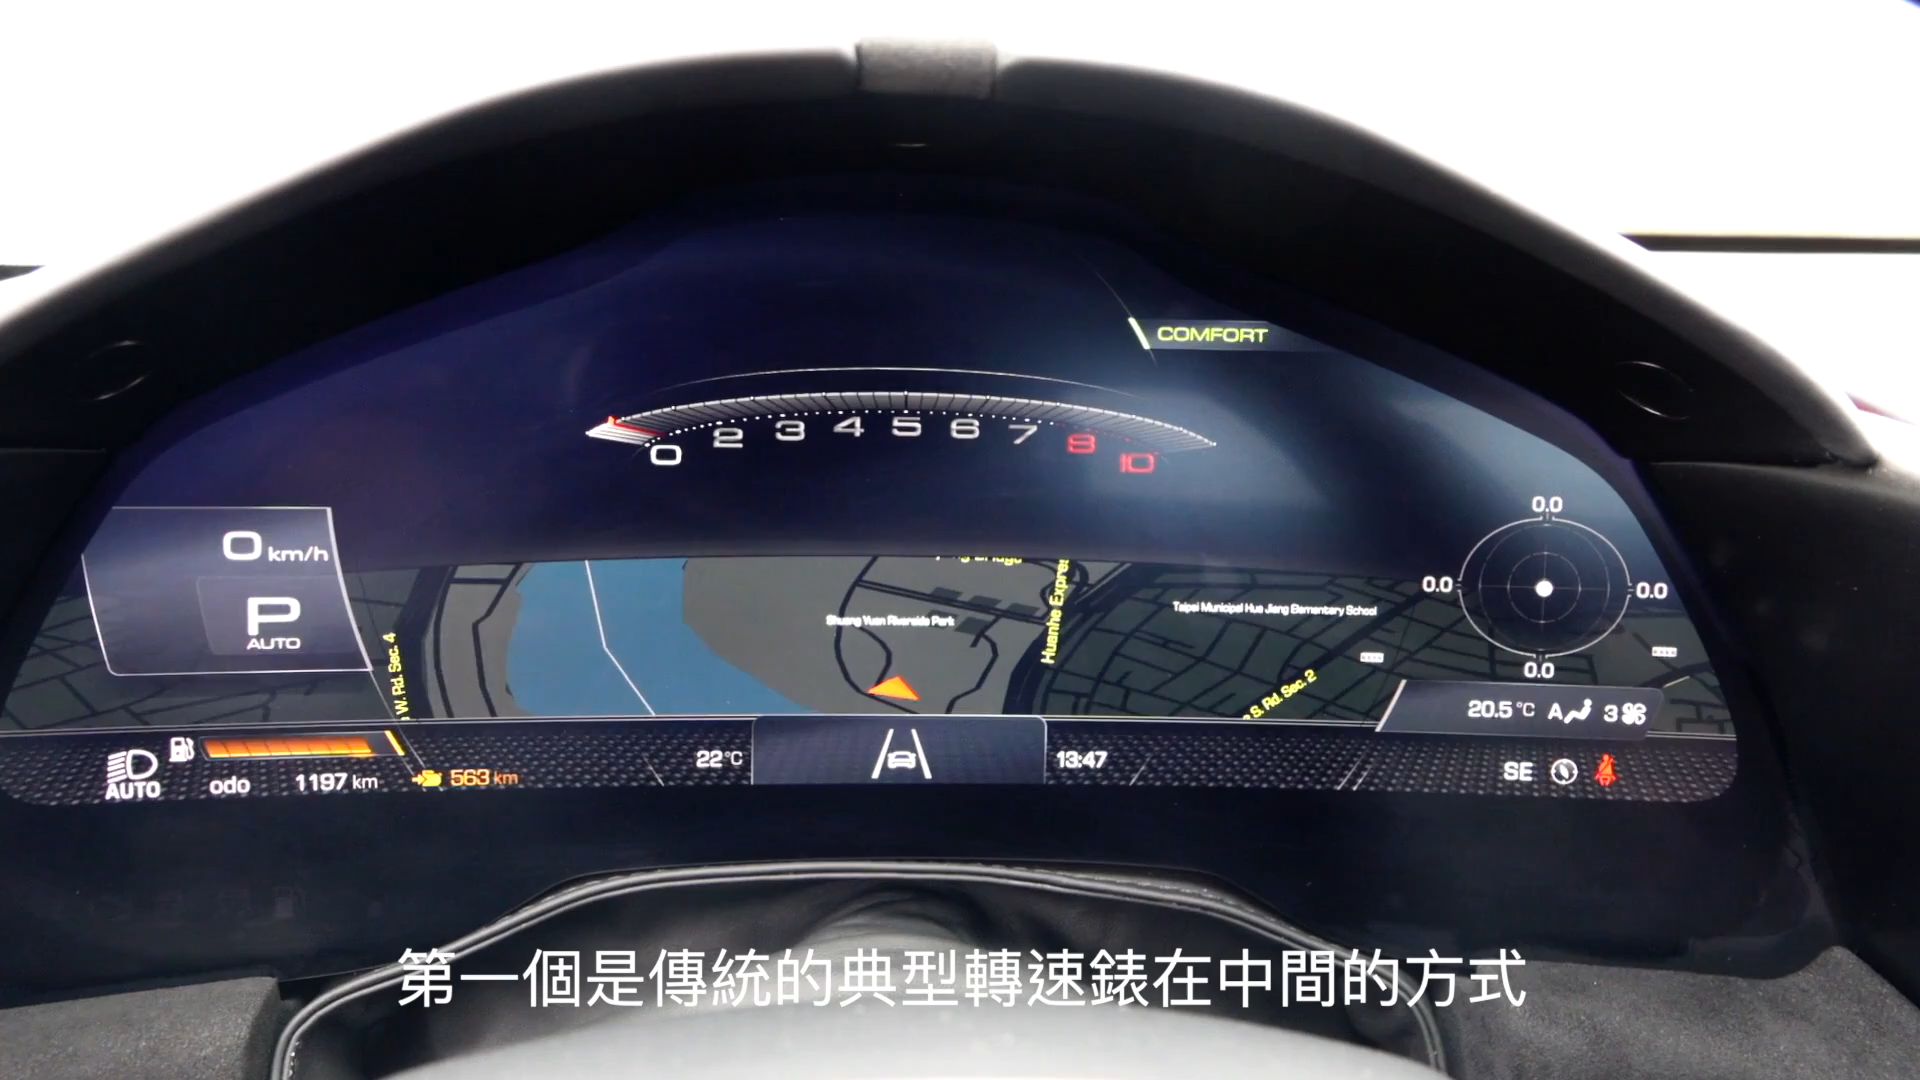 COMFORT
0 2 3 4 5 6 7 8 10
0 km/h
P
AUTO
0.0
0.0
0.0
0.0
Huanhe Expres
Shuang Yuan Riverside Park
Taipei Municipal Hua Jiang Elementary School
W. Rd. Sec. 4
S. Rd. Sec. 2
20.5°C A 3
AUTO
odo 1197 km 563 km
22°C
13:47
SE
第一個是傳統的典型轉速錶在中間的方式